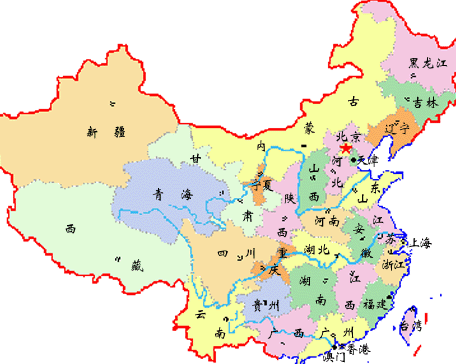 黑龙江
吉林
辽宁
古
蒙
内
北京
天津
新疆
甘
肃
宁夏
青海
河
北
山
西
山
东
陕
西
河南
江
苏
上海
安
徽
西
藏
四川
重
庆
湖北
浙江
湖
南
江
西
福建
贵州
云
南
广西
广州
台湾
香港
澳门